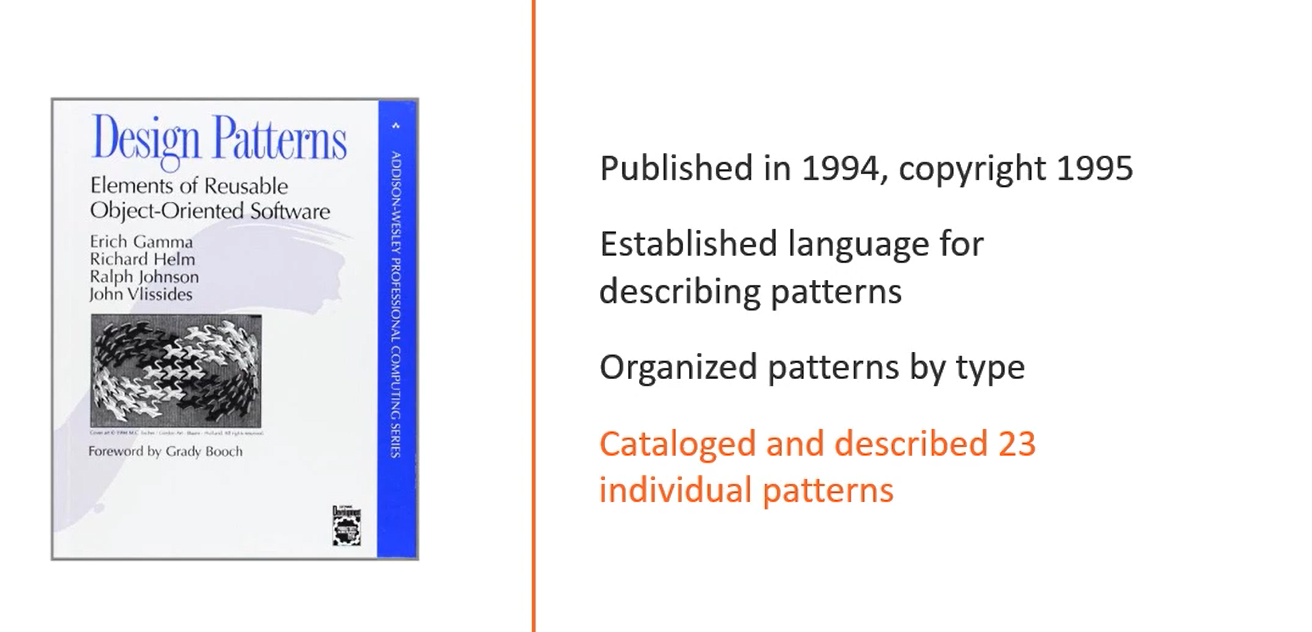 Design Patterns
Elements of Reusable
Object-Oriented Software
Erich Gamma
Richard Helm
Ralph Johnson
John Vlissides
Foreword by Grady Booch
ADDISON-WESLEY PROFESSIONAL COMPUTING SERIES
Published in 1994, copyright 1995
Established language for
describing patterns
Organized patterns by type
Cataloged and described 23
individual patterns